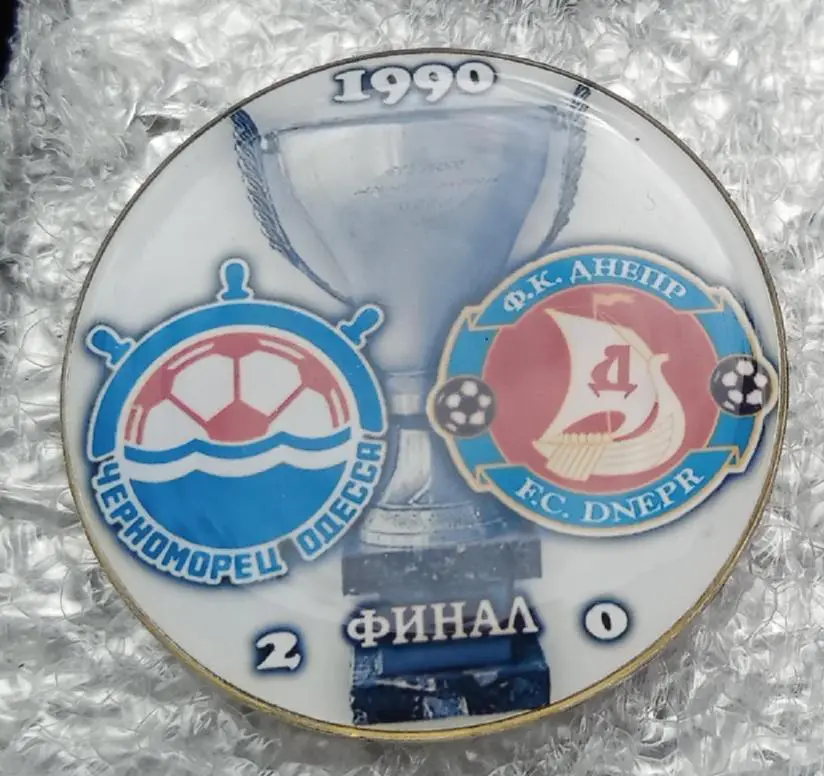 1990
Ф.К. ДНЕПР
Д
F.C. DNEPR
ЧЕРНОМОРЕЦ ОДЕССА
2 ФИНАЛ 0